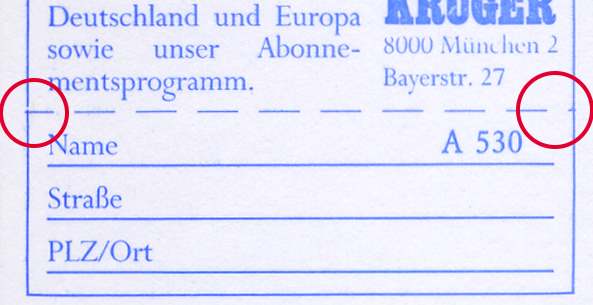 Deutschland und Europa
sowie unser Abonne-
mentsprogramm.
KRÜGER
8000 München 2
Bayerstr. 27
Name A 530
Straße
PLZ/Ort